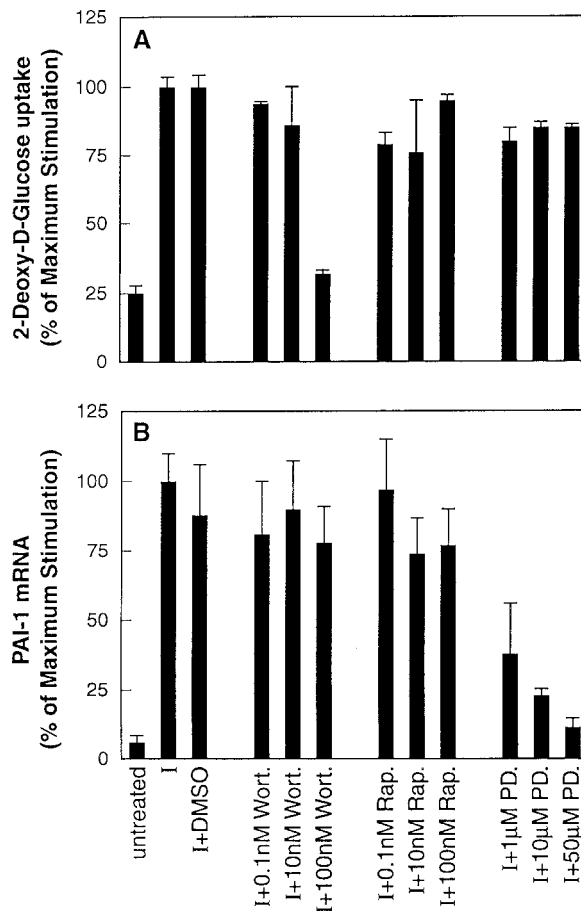 A
2-Deoxy-D-Glucose uptake
(% of Maximum Stimulation)
125
100
75
50
25
0
B
PAI-1 mRNA
(% of Maximum Stimulation)
125
100
75
50
25
0
untreated
I
I+DMSO
I+0.1nM Wort.
I+10nM Wort.
I+100nM Wort.
I+0.1nM Rap.
I+10nM Rap.
I+100nM Rap.
I+1µM PD.
I+10µM PD.
I+50µM PD.